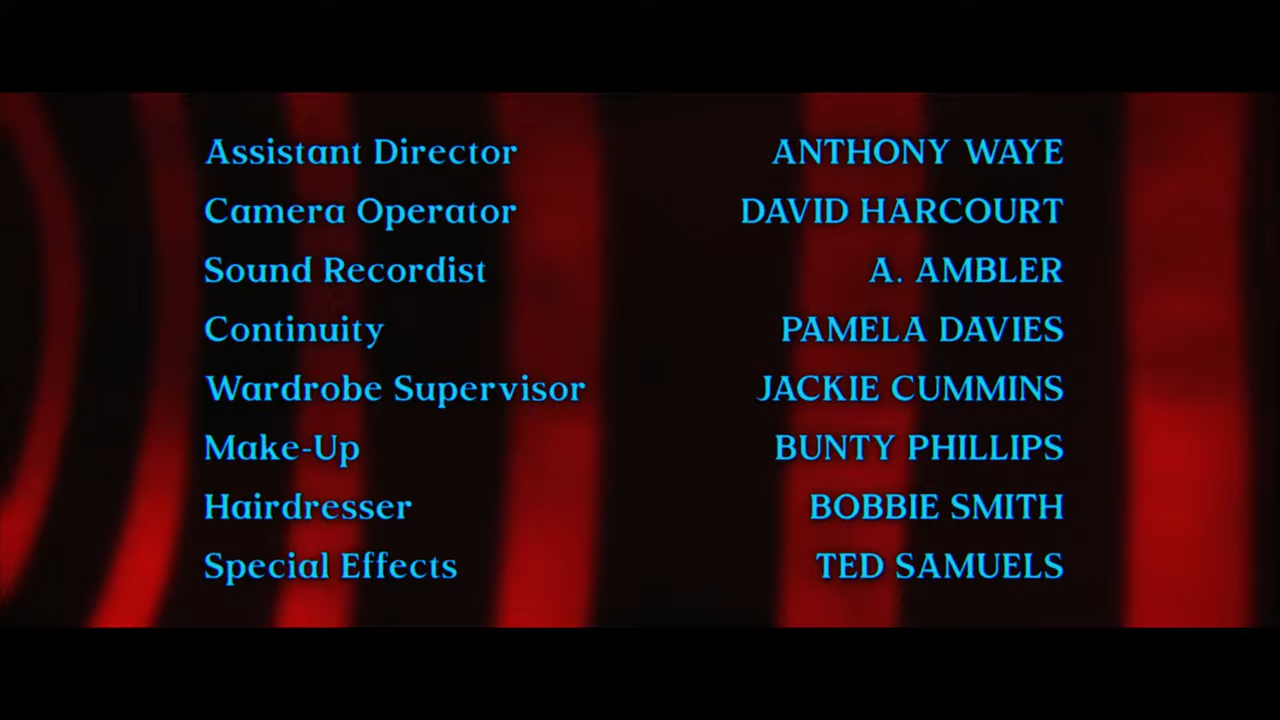 Assistant Director ANTHONY WAYE
Camera Operator DAVID HARCOURT
Sound Recordist A. AMBLER
Continuity PAMELA DAVIES
Wardrobe Supervisor JACKIE CUMMINS
Make-Up BUNTY PHILLIPS
Hairdresser BOBBIE SMITH
Special Effects TED SAMUELS